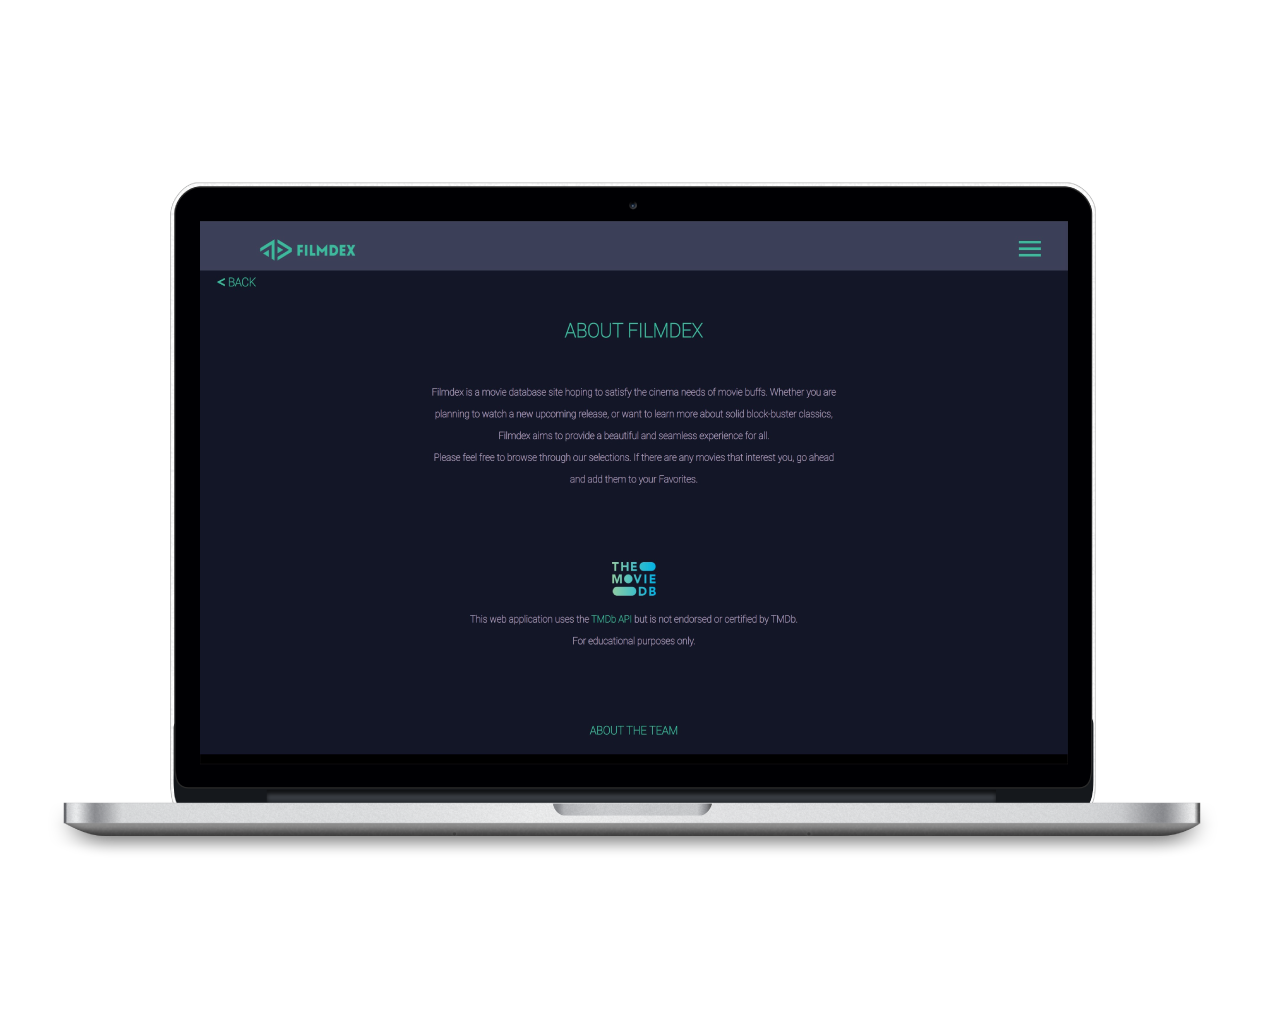 FILMDEX
< BACK
ABOUT FILMDEX
Filmdex is a movie database site hoping to satisfy the cinema needs of movie buffs. Whether you are
planning to watch a new upcoming release, or want to learn more about solid block-buster classics,
Filmdex aims to provide a beautiful and seamless experience for all.
Please feel free to browse through our selections. If there are any movies that interest you, go ahead
and add them to your Favorites.
THE
MOVIE
DB
This web application uses the TMDb API but is not endorsed or certified by TMDb.
For educational purposes only.
ABOUT THE TEAM